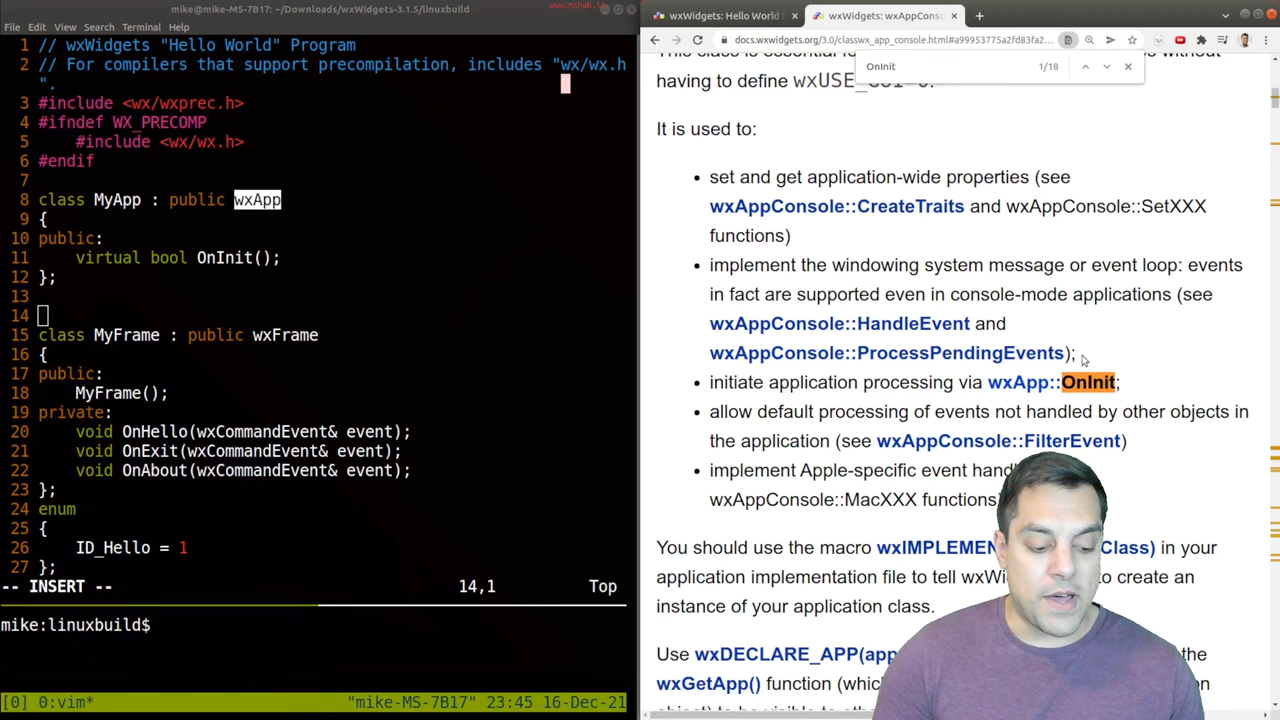 mike@mike-MS-7B17: ~/Downloads/wxWidgets-3.1.5/linuxbuild
File Edit View Search Terminal Help
1 // wxWidgets "Hello World" Program
2 // For compilers that support precompilation, includes "wx/wx.h
".
3 #include <wx/wxprec.h>
4 #ifndef WX_PRECOMP
5 #include <wx/wx.h>
6 #endif
7
8 class MyApp : public wxApp
9 {
10 public:
11 virtual bool OnInit();
12 };
13
14
15 class MyFrame : public wxFrame
16 {
17 public:
18 MyFrame();
19 private:
20 void OnHello(wxCommandEvent& event);
21 void OnExit(wxCommandEvent& event);
22 void OnAbout(wxCommandEvent& event);
23 };
24 enum
25 {
26 ID_Hello = 1
27 };
-- INSERT -- 14,1 Top
mike:linuxbuild$
[0] 0:vim* "mike-MS-7B17" 23:45 16-Dec-21
wxWidgets: Hello World
wxWidgets: wxAppConso
docs.wxwidgets.org/3.0/classwx_app_console.html#a99953775a2fd83fa2...
OnInit 1/18
having to define wxUSE_GUI=0.
It is used to:
• set and get application-wide properties (see
wxAppConsole::CreateTraits and wxAppConsole::SetXXX
functions)
• implement the windowing system message or event loop: events
in fact are supported even in console-mode applications (see
wxAppConsole::HandleEvent and
wxAppConsole::ProcessPendingEvents);
• initiate application processing via wxApp::OnInit;
• allow default processing of events not handled by other objects in
the application (see wxAppConsole::FilterEvent)
• implement Apple-specific event hand
wxAppConsole::MacXXX functions)
You should use the macro wxIMPLEMEN Class) in your
application implementation file to tell wxWi to create an
instance of your application class.
Use wxDECLARE_APP(app the
wxGetApp() function (whic on